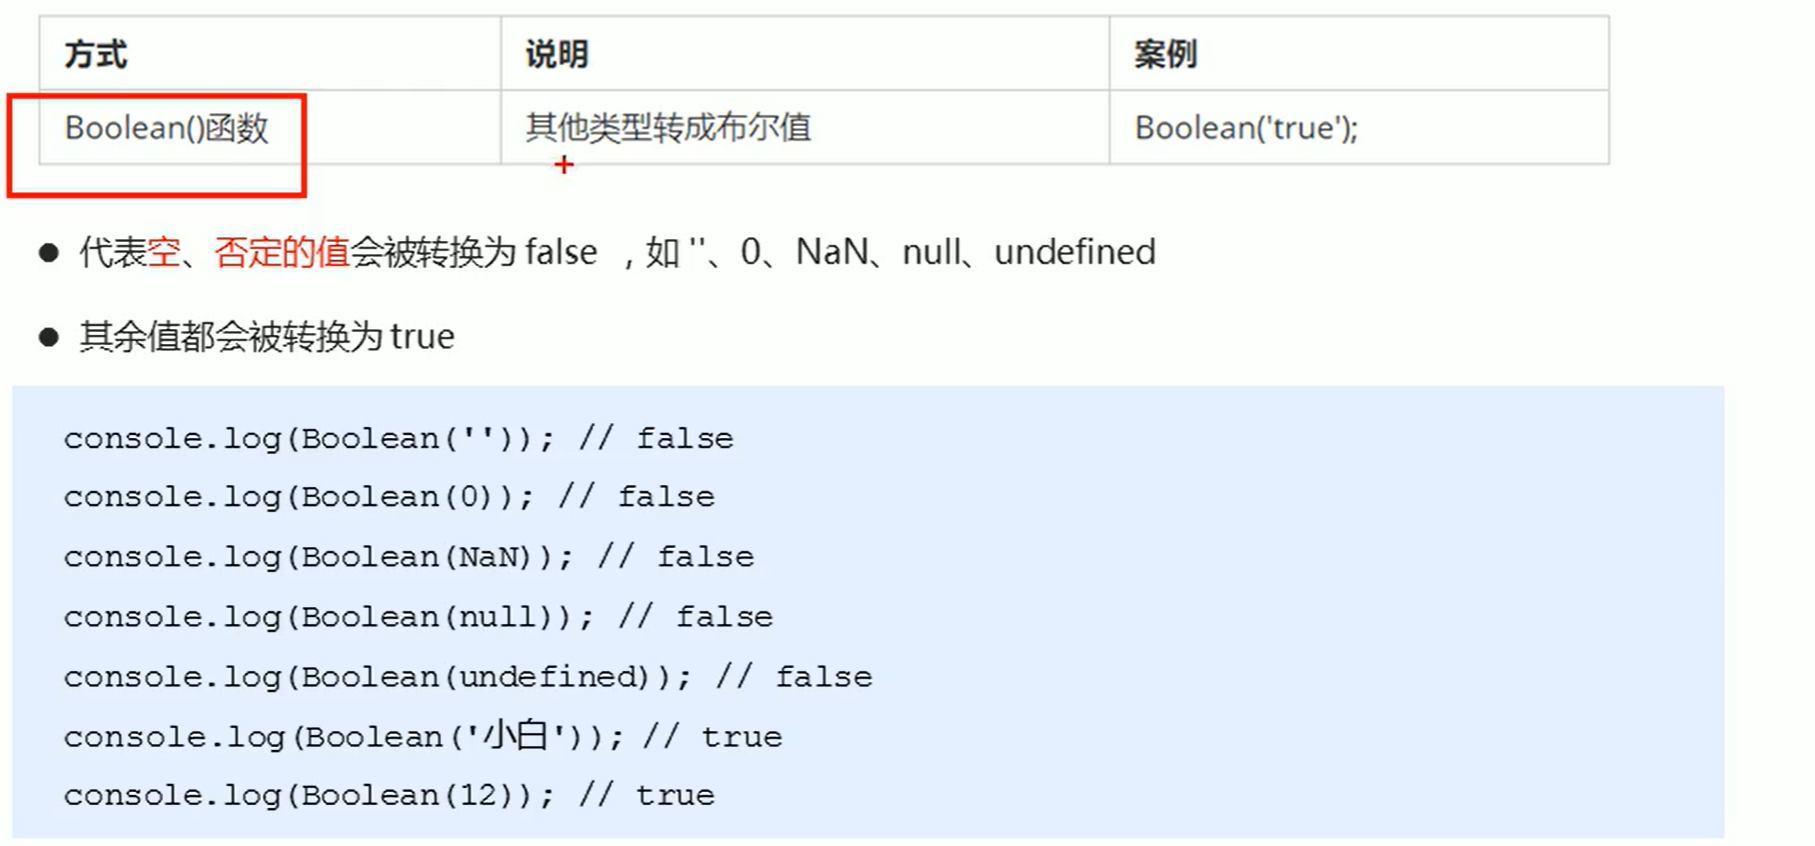 方式 说明 案例
Boolean()函数 其他类型转成布尔值 Boolean('true');
● 代表空、否定的值会被转换为 false ，如 ''、0、NaN、null、undefined
● 其余值都会被转换为 true
console.log(Boolean('')); // false
console.log(Boolean(0)); // false
console.log(Boolean(NaN)); // false
console.log(Boolean(null)); // false
console.log(Boolean(undefined)); // false
console.log(Boolean('小白')); // true
console.log(Boolean(12)); // true